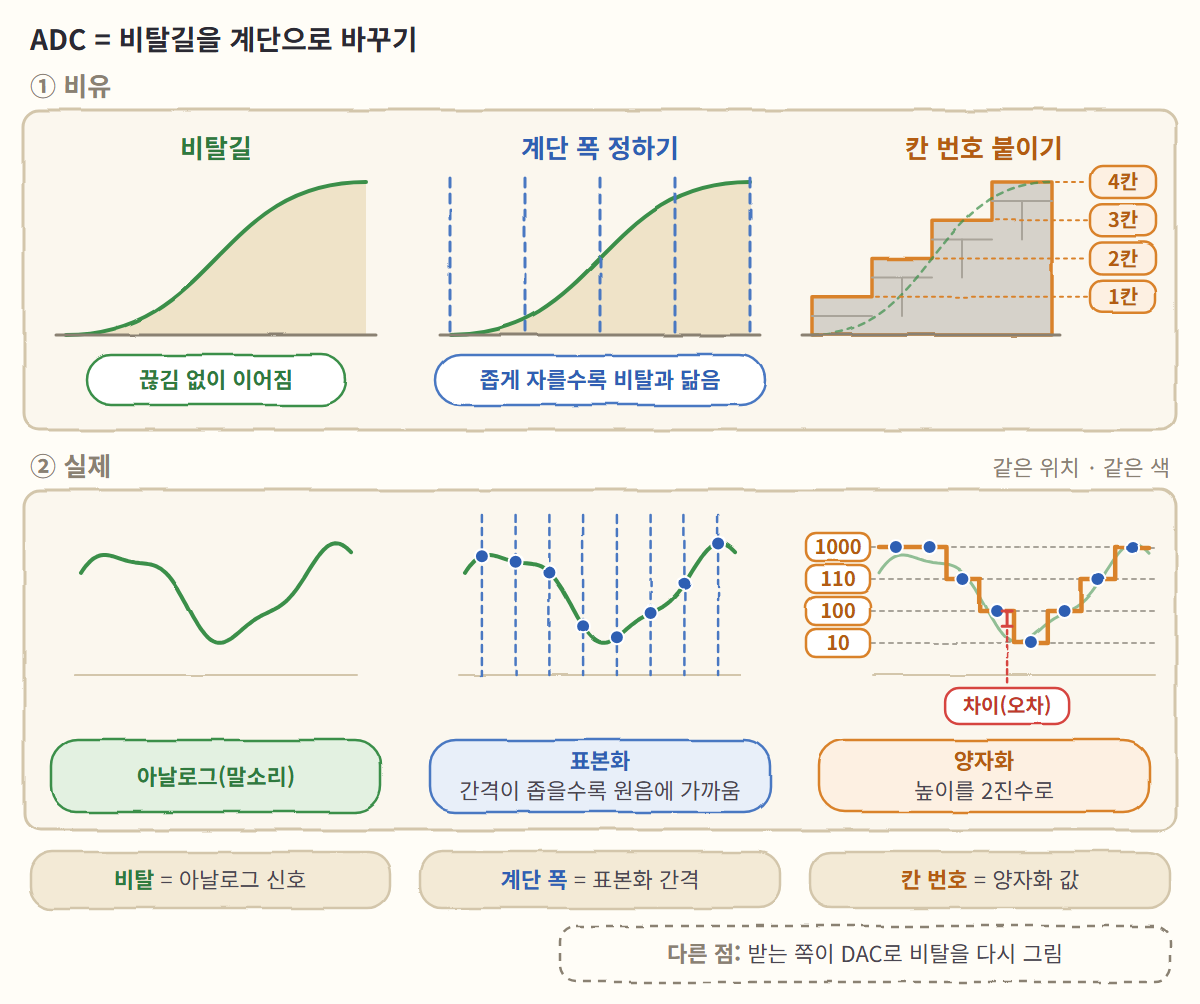 ADC = 비탈길을 계단으로 바꾸기
① 비유
비탈길
계단 폭 정하기
칸 번호 붙이기
4칸
3칸
2칸
1칸
끊김 없이 이어짐
좁게 자를수록 비탈과 닮음
② 실제
같은 위치 · 같은 색
1000
110
100
10
차이(오차)
아날로그(말소리)
표본화
간격이 좁을수록 원음에 가까움
양자화
높이를 2진수로
비탈 = 아날로그 신호
계단 폭 = 표본화 간격
칸 번호 = 양자화 값
다른 점: 받는 쪽이 DAC로 비탈을 다시 그림